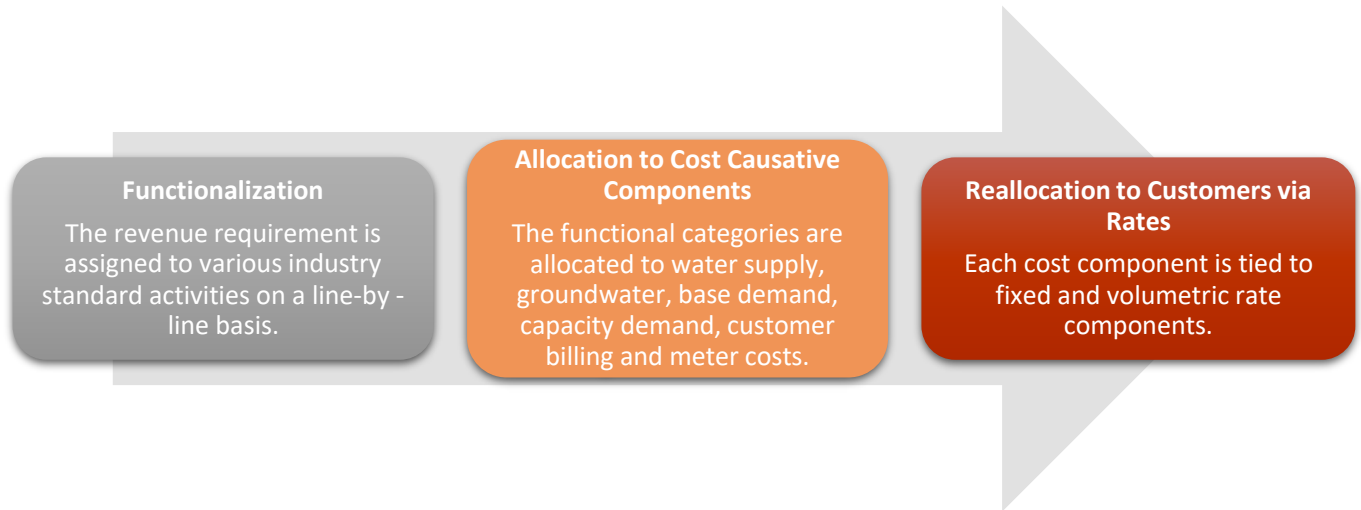 Functionalization
The revenue requirement is
assigned to various industry
standard activities on a line-by -
line basis.
Allocation to Cost Causative
Components
The functional categories are
allocated to water supply,
groundwater, base demand,
capacity demand, customer
billing and meter costs.
Reallocation to Customers via
Rates
Each cost component is tied to
fixed and volumetric rate
components.